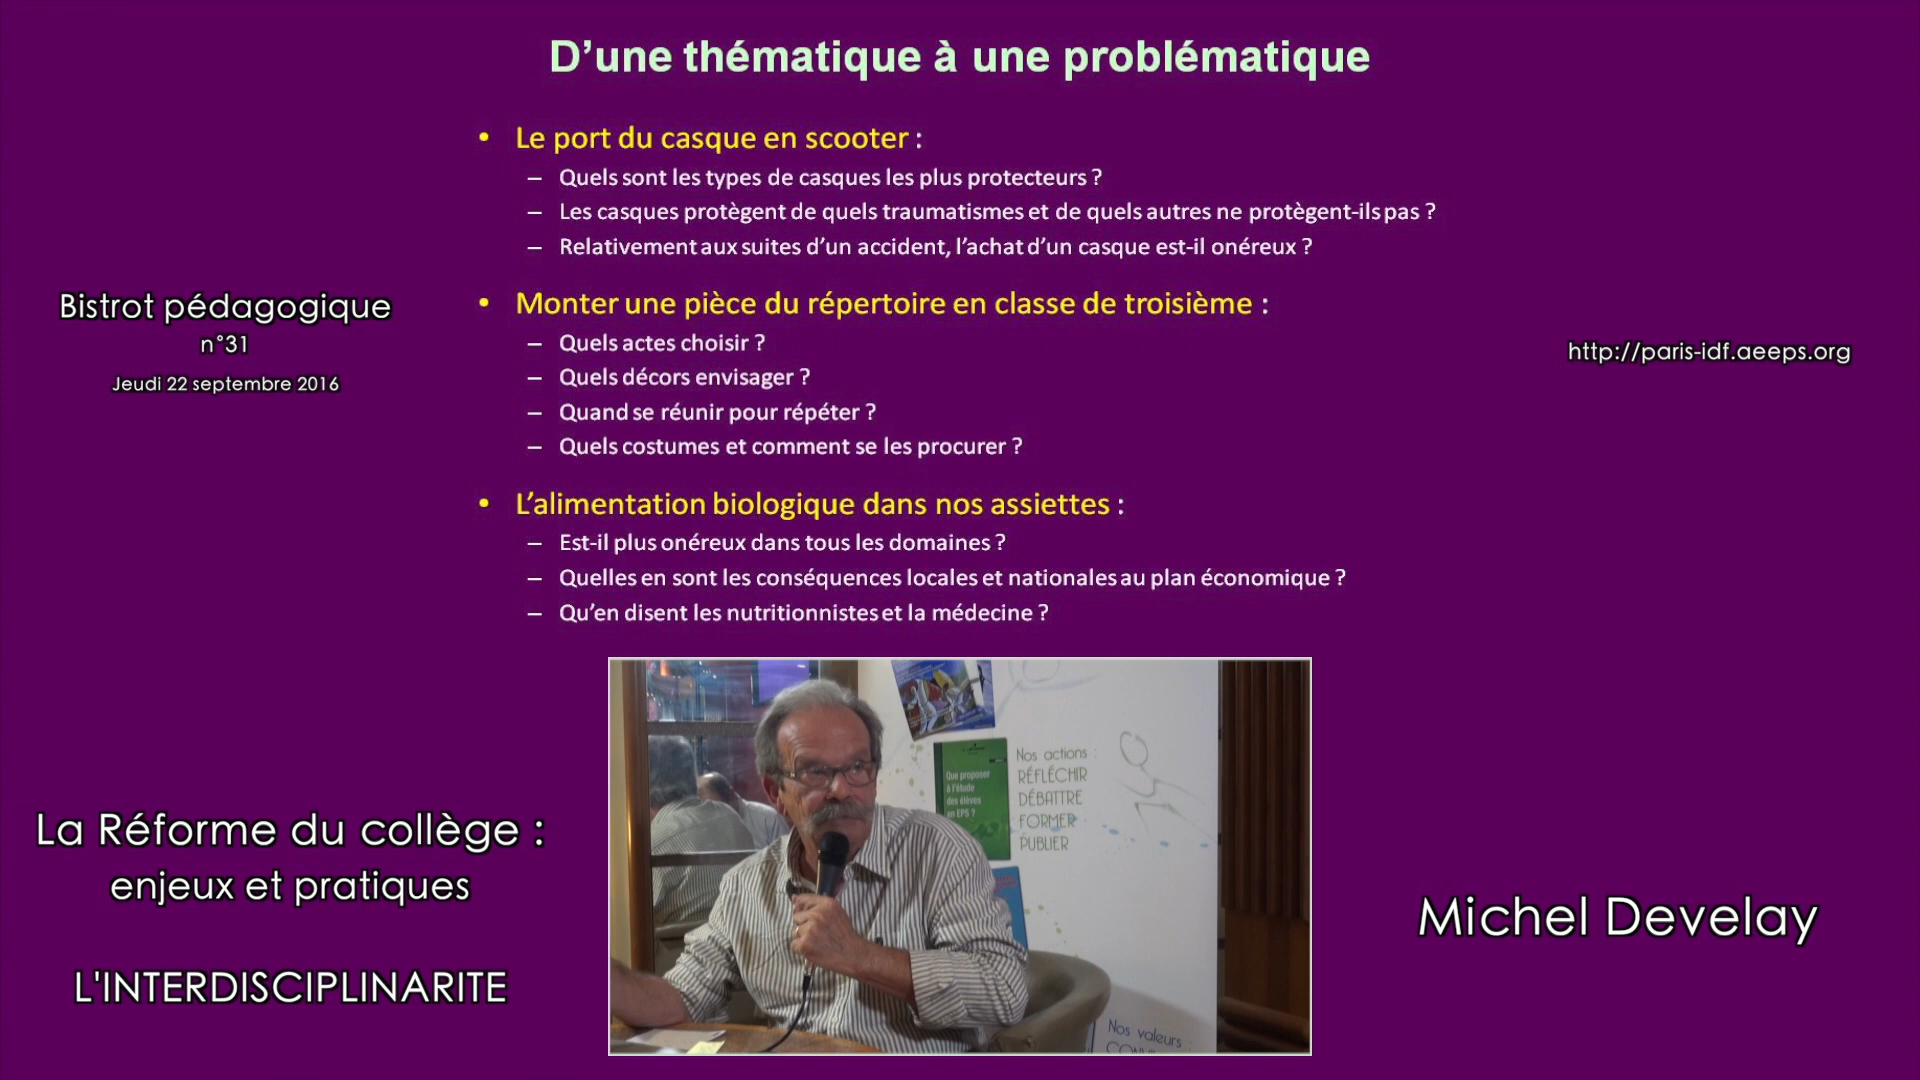 D’une thématique à une problématique
• Le port du casque en scooter :
– Quels sont les types de casques les plus protecteurs ?
– Les casques protègent de quels traumatismes et de quels autres ne protègent-ils pas ?
– Relativement aux suites d’un accident, l’achat d’un casque est-il onéreux ?
• Monter une pièce du répertoire en classe de troisième :
– Quels actes choisir ?
– Quels décors envisager ?
– Quand se réunir pour répéter ?
– Quels costumes et comment se les procurer ?
• L’alimentation biologique dans nos assiettes :
– Est-il plus onéreux dans tous les domaines ?
– Quelles en sont les conséquences locales et nationales au plan économique ?
– Qu’en disent les nutritionnistes et la médecine ?
Bistrot pédagogique
n°31
Jeudi 22 septembre 2016
http://paris-idf.aeeps.org
La Réforme du collège :
enjeux et pratiques
L'INTERDISCIPLINARITE
Que proposer
à l'étude
des élèves
en EPS ?
Nos actions :
RÉFLÉCHIR
DÉBATTRE
FORMER
PUBLIER
Nos valeurs :
Michel Develay